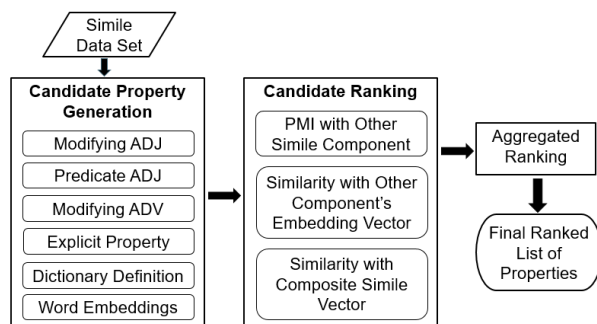 Simile
Data Set
Candidate Property
Generation
Modifying ADJ
Predicate ADJ
Modifying ADV
Explicit Property
Dictionary Definition
Word Embeddings
Candidate Ranking
PMI with Other
Simile Component
Similarity with Other
Component's
Embedding Vector
Similarity with
Composite Simile
Vector
Aggregated
Ranking
Final Ranked
List of
Properties